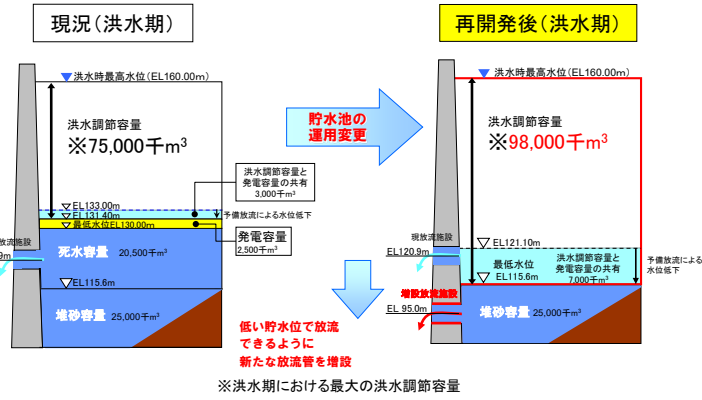 現況(洪水期)
洪水時最高水位(EL160.00m)
洪水調節容量
※75,000千m³
洪水調節容量と
発電容量の共有
3,000千m³
EL133.00m
EL131.40m
予備放流による水位低下
最低水位EL130.00m
発電容量
2,500千m³
放流施設
9m
死水容量 20,500千m³
EL115.6m
堆砂容量 25,000千m³
貯水池の
運用変更
低い貯水位で放流
できるように
新たな放流管を増設
再開発後(洪水期)
洪水時最高水位(EL160.00m)
洪水調節容量
※98,000千m³
現放流施設
EL120.9m
EL121.10m
最低水位
EL115.6m
洪水調節容量と
発電容量の共有
7,000千m³
予備放流による
水位低下
増設放流施設
EL 95.0m
堆砂容量 25,000千m³
※洪水期における最大の洪水調節容量